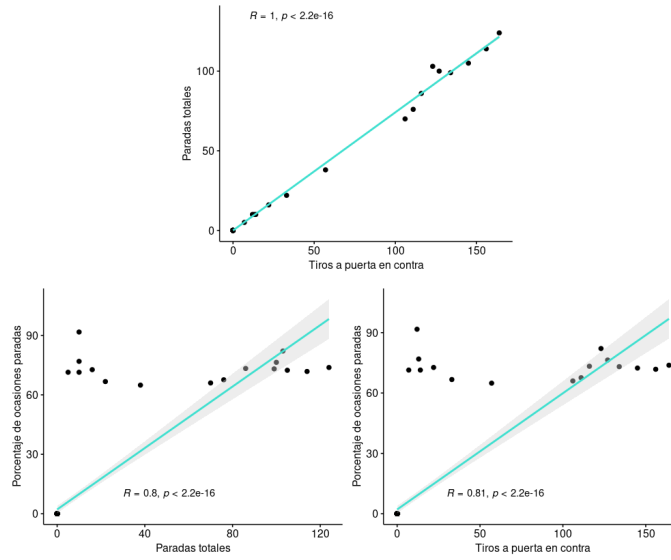 R = 1, p < 2.2e-16
Paradas totales
100
50
0
0 50 100 150
Tiros a puerta en contra
Porcentaje de ocasiones paradas
90
60
30
0
R = 0.8, p < 2.2e-16
0 40 80 120
Paradas totales
Porcentaje de ocasiones paradas
90
60
30
0
R = 0.81, p < 2.2e-16
0 50 100 150
Tiros a puerta en contra